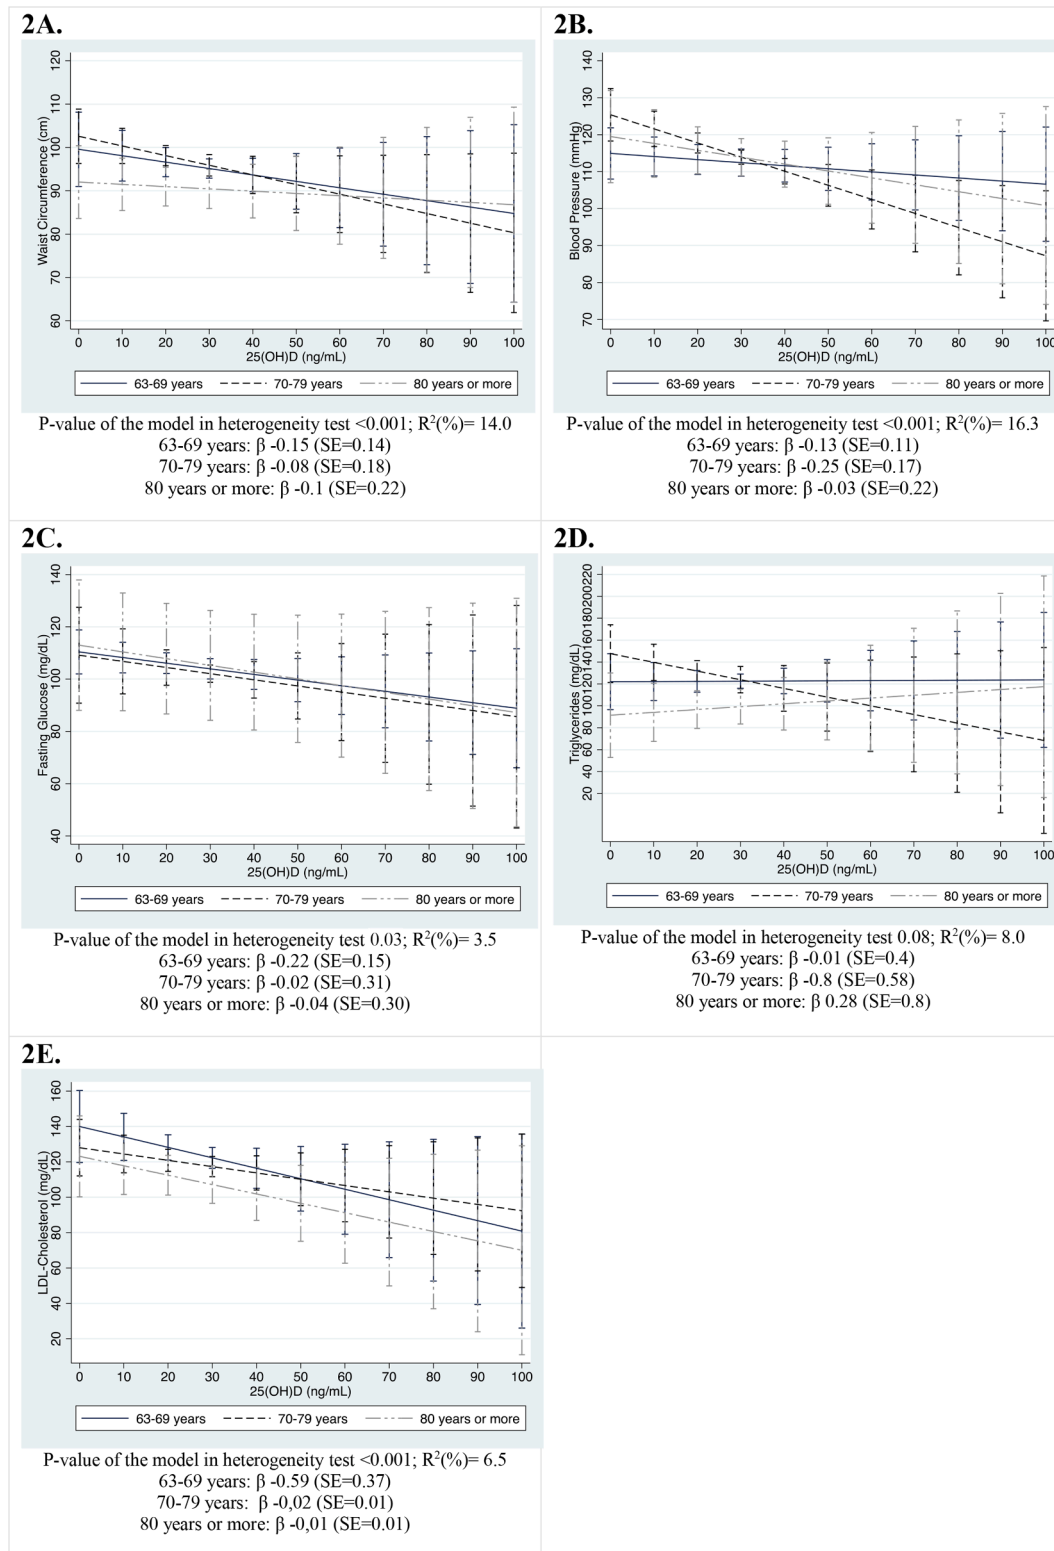 2A.
Waist Circumference (cm)
120
110
100
90
80
70
60
0 10 20 30 40 50 60 70 80 90 100
25(OH)D (ng/mL)
63-69 years 70-79 years 80 years or more
P-value of the model in heterogeneity test <0.001; R²(%)= 14.0
63-69 years: β -0.15 (SE=0.14)
70-79 years: β -0.08 (SE=0.18)
80 years or more: β -0.1 (SE=0.22)
2B.
Blood Pressure (mmHg)
140
130
120
110
100
90
80
70
0 10 20 30 40 50 60 70 80 90 100
25(OH)D (ng/mL)
63-69 years 70-79 years 80 years or more
P-value of the model in heterogeneity test <0.001; R²(%)= 16.3
63-69 years: β -0.13 (SE=0.11)
70-79 years: β -0.25 (SE=0.17)
80 years or more: β -0.03 (SE=0.22)
2C.
Fasting Glucose (mg/dL)
140
120
100
80
60
40
0 10 20 30 40 50 60 70 80 90 100
25(OH)D (ng/mL)
63-69 years 70-79 years 80 years or more
P-value of the model in heterogeneity test 0.03; R²(%)= 3.5
63-69 years: β -0.22 (SE=0.15)
70-79 years: β -0.02 (SE=0.31)
80 years or more: β -0.04 (SE=0.30)
2D.
Triglycerides (mg/dL)
220
200
180
160
140
120
100
80
60
40
20
0 10 20 30 40 50 60 70 80 90 100
25(OH)D (ng/mL)
63-69 years 70-79 years 80 years or more
P-value of the model in heterogeneity test 0.08; R²(%)= 8.0
63-69 years: β -0.01 (SE=0.4)
70-79 years: β -0.8 (SE=0.58)
80 years or more: β 0.28 (SE=0.8)
2E.
LDL-Cholesterol (mg/dL)
160
140
120
100
80
60
40
20
0 10 20 30 40 50 60 70 80 90 100
25(OH)D (ng/mL)
63-69 years 70-79 years 80 years or more
P-value of the model in heterogeneity test <0.001; R²(%)= 6.5
63-69 years: β -0.59 (SE=0.37)
70-79 years: β -0,02 (SE=0.01)
80 years or more: β -0,01 (SE=0.01)